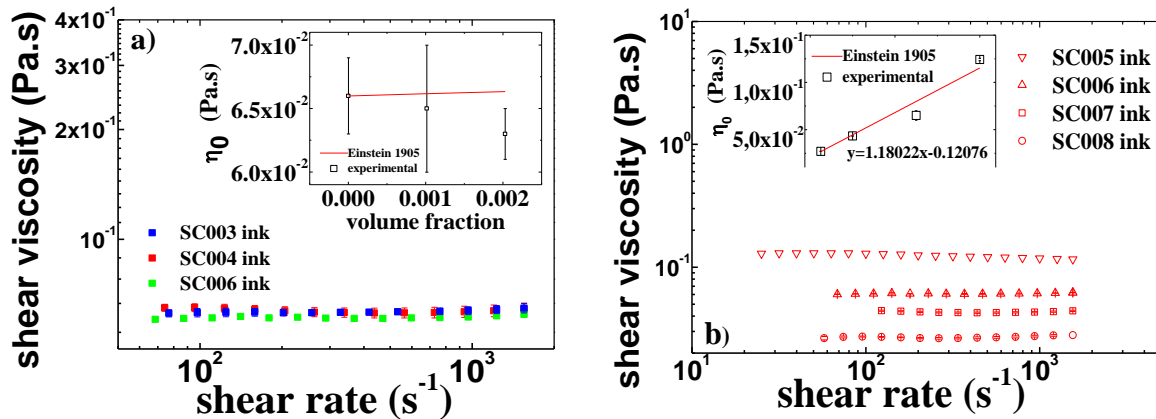 shear viscosity (Pa.s)
4x10⁻¹
3x10⁻¹
2x10⁻¹
10⁻¹
a)
η₀ (Pa.s)
7.0x10⁻²
6.5x10⁻²
6.0x10⁻²
Einstein 1905
experimental
0.000 0.001 0.002
volume fraction
SC003 ink
SC004 ink
SC006 ink
10² 10³
shear rate (s⁻¹)
shear viscosity (Pa.s)
10¹
10⁰
10⁻¹
η₀ (Pa.s)
1,5x10⁻¹
1,0x10⁻¹
5,0x10⁻²
Einstein 1905
experimental
y=1.18022x-0.12076
SC005 ink
SC006 ink
SC007 ink
SC008 ink
b)
10¹ 10² 10³
shear rate (s⁻¹)